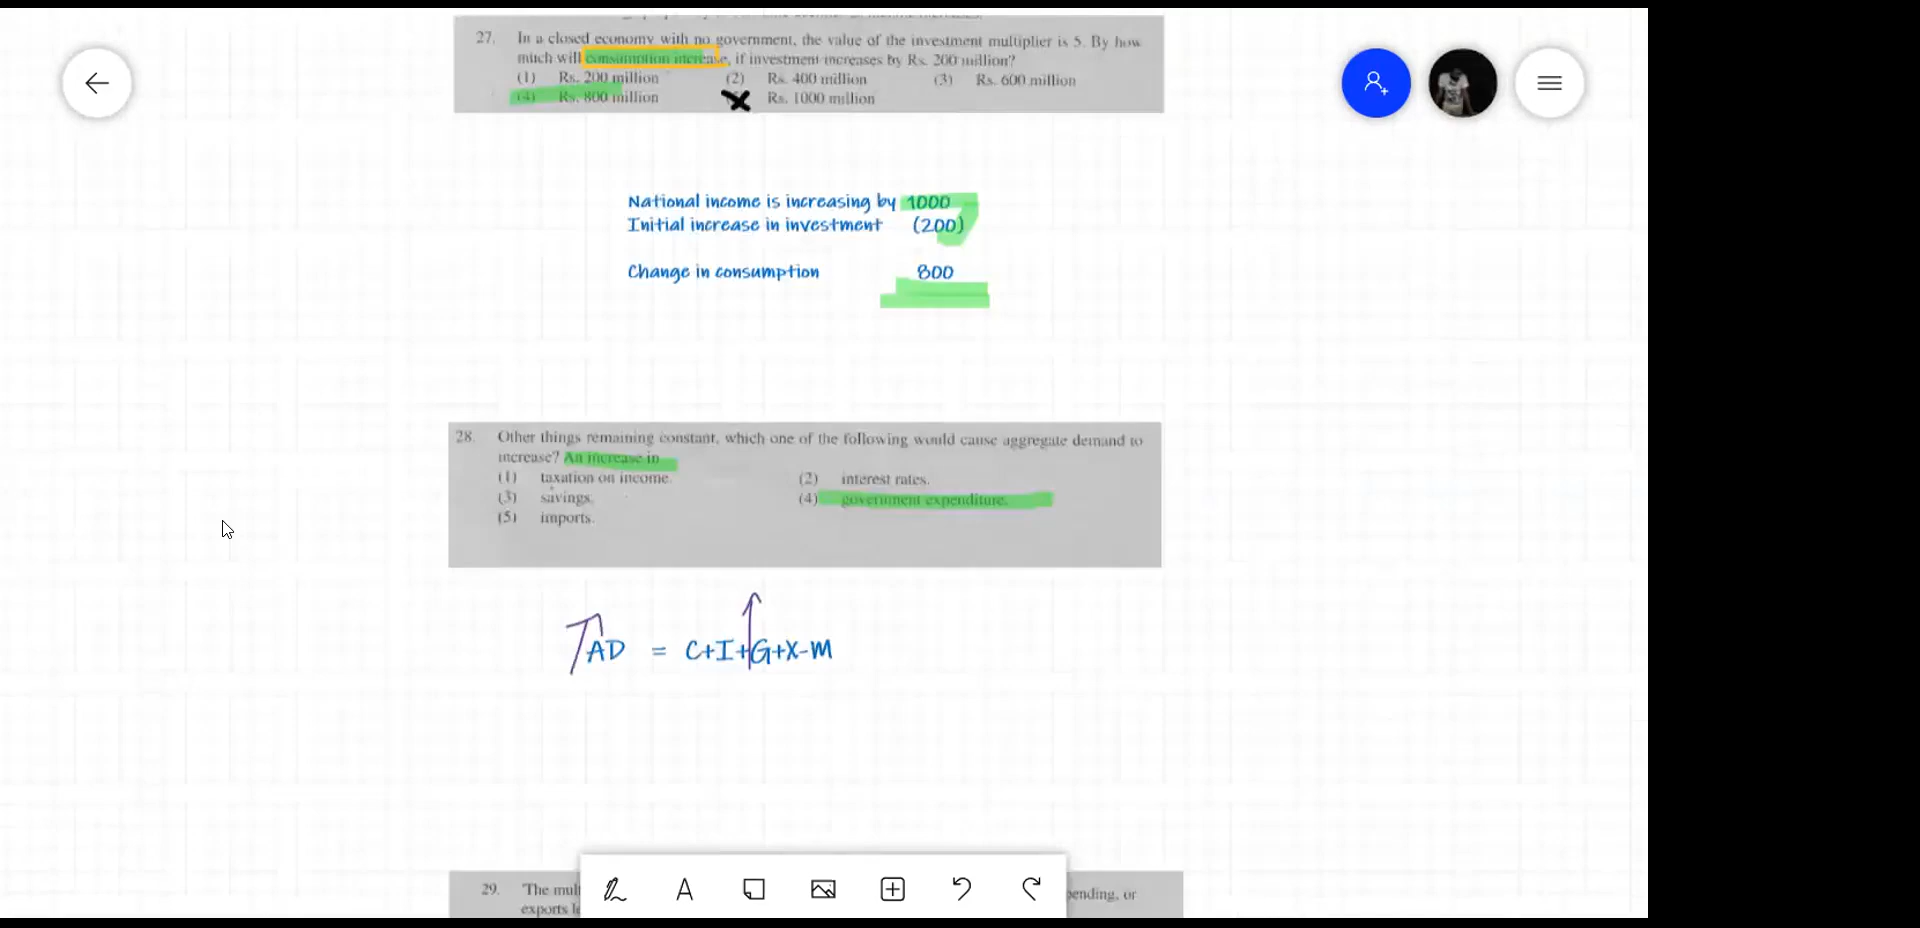 27. In a closed economy with no government, the value of the investment multiplier is 5. By how
much will consumption increase, if investment increases by Rs. 200 million?
(1) Rs. 200 million (2) Rs. 400 million (3) Rs. 600 million
(4) Rs. 800 million Rs. 1000 million
National income is increasing by 1000
Initial increase in investment (200)
Change in consumption 800
28. Other things remaining constant, which one of the following would cause aggregate demand to
increase? An increase in
(1) taxation on income. (2) interest rates.
(3) savings. (4) government expenditure.
(5) imports.
AD = C+I+G+X-M
29. 'The mul pending, or
exports le
A